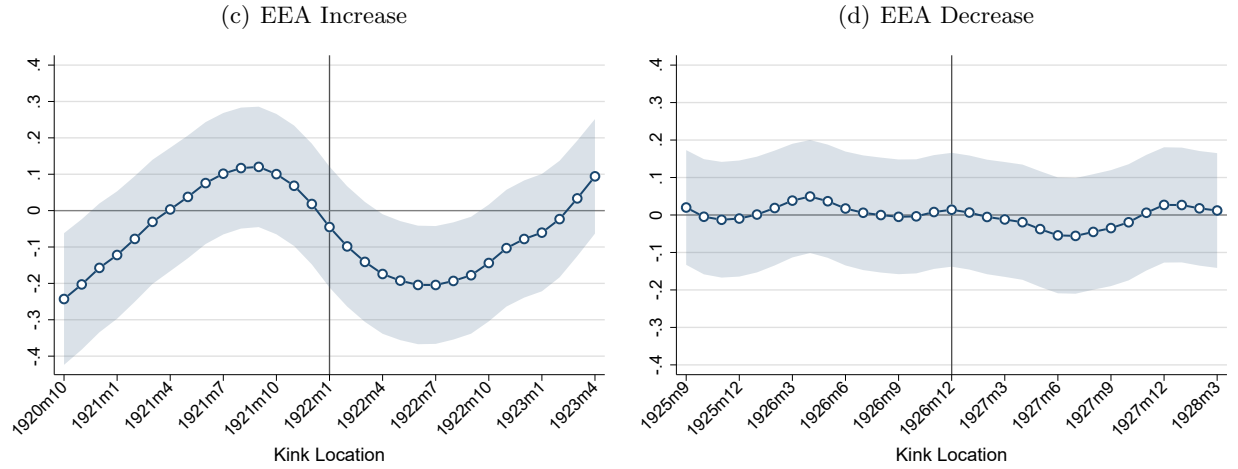 (c) EEA Increase
.4
.3
.2
.1
0
-.1
-.2
-.3
-.4
1920m10
1921m1
1921m4
1921m7
1921m10
1922m1
1922m4
1922m7
1922m10
1923m1
1923m4
Kink Location
(d) EEA Decrease
.4
.3
.2
.1
0
-.1
-.2
-.3
-.4
1925m9
1925m12
1926m3
1926m6
1926m9
1926m12
1927m3
1927m6
1927m9
1927m12
1928m3
Kink Location